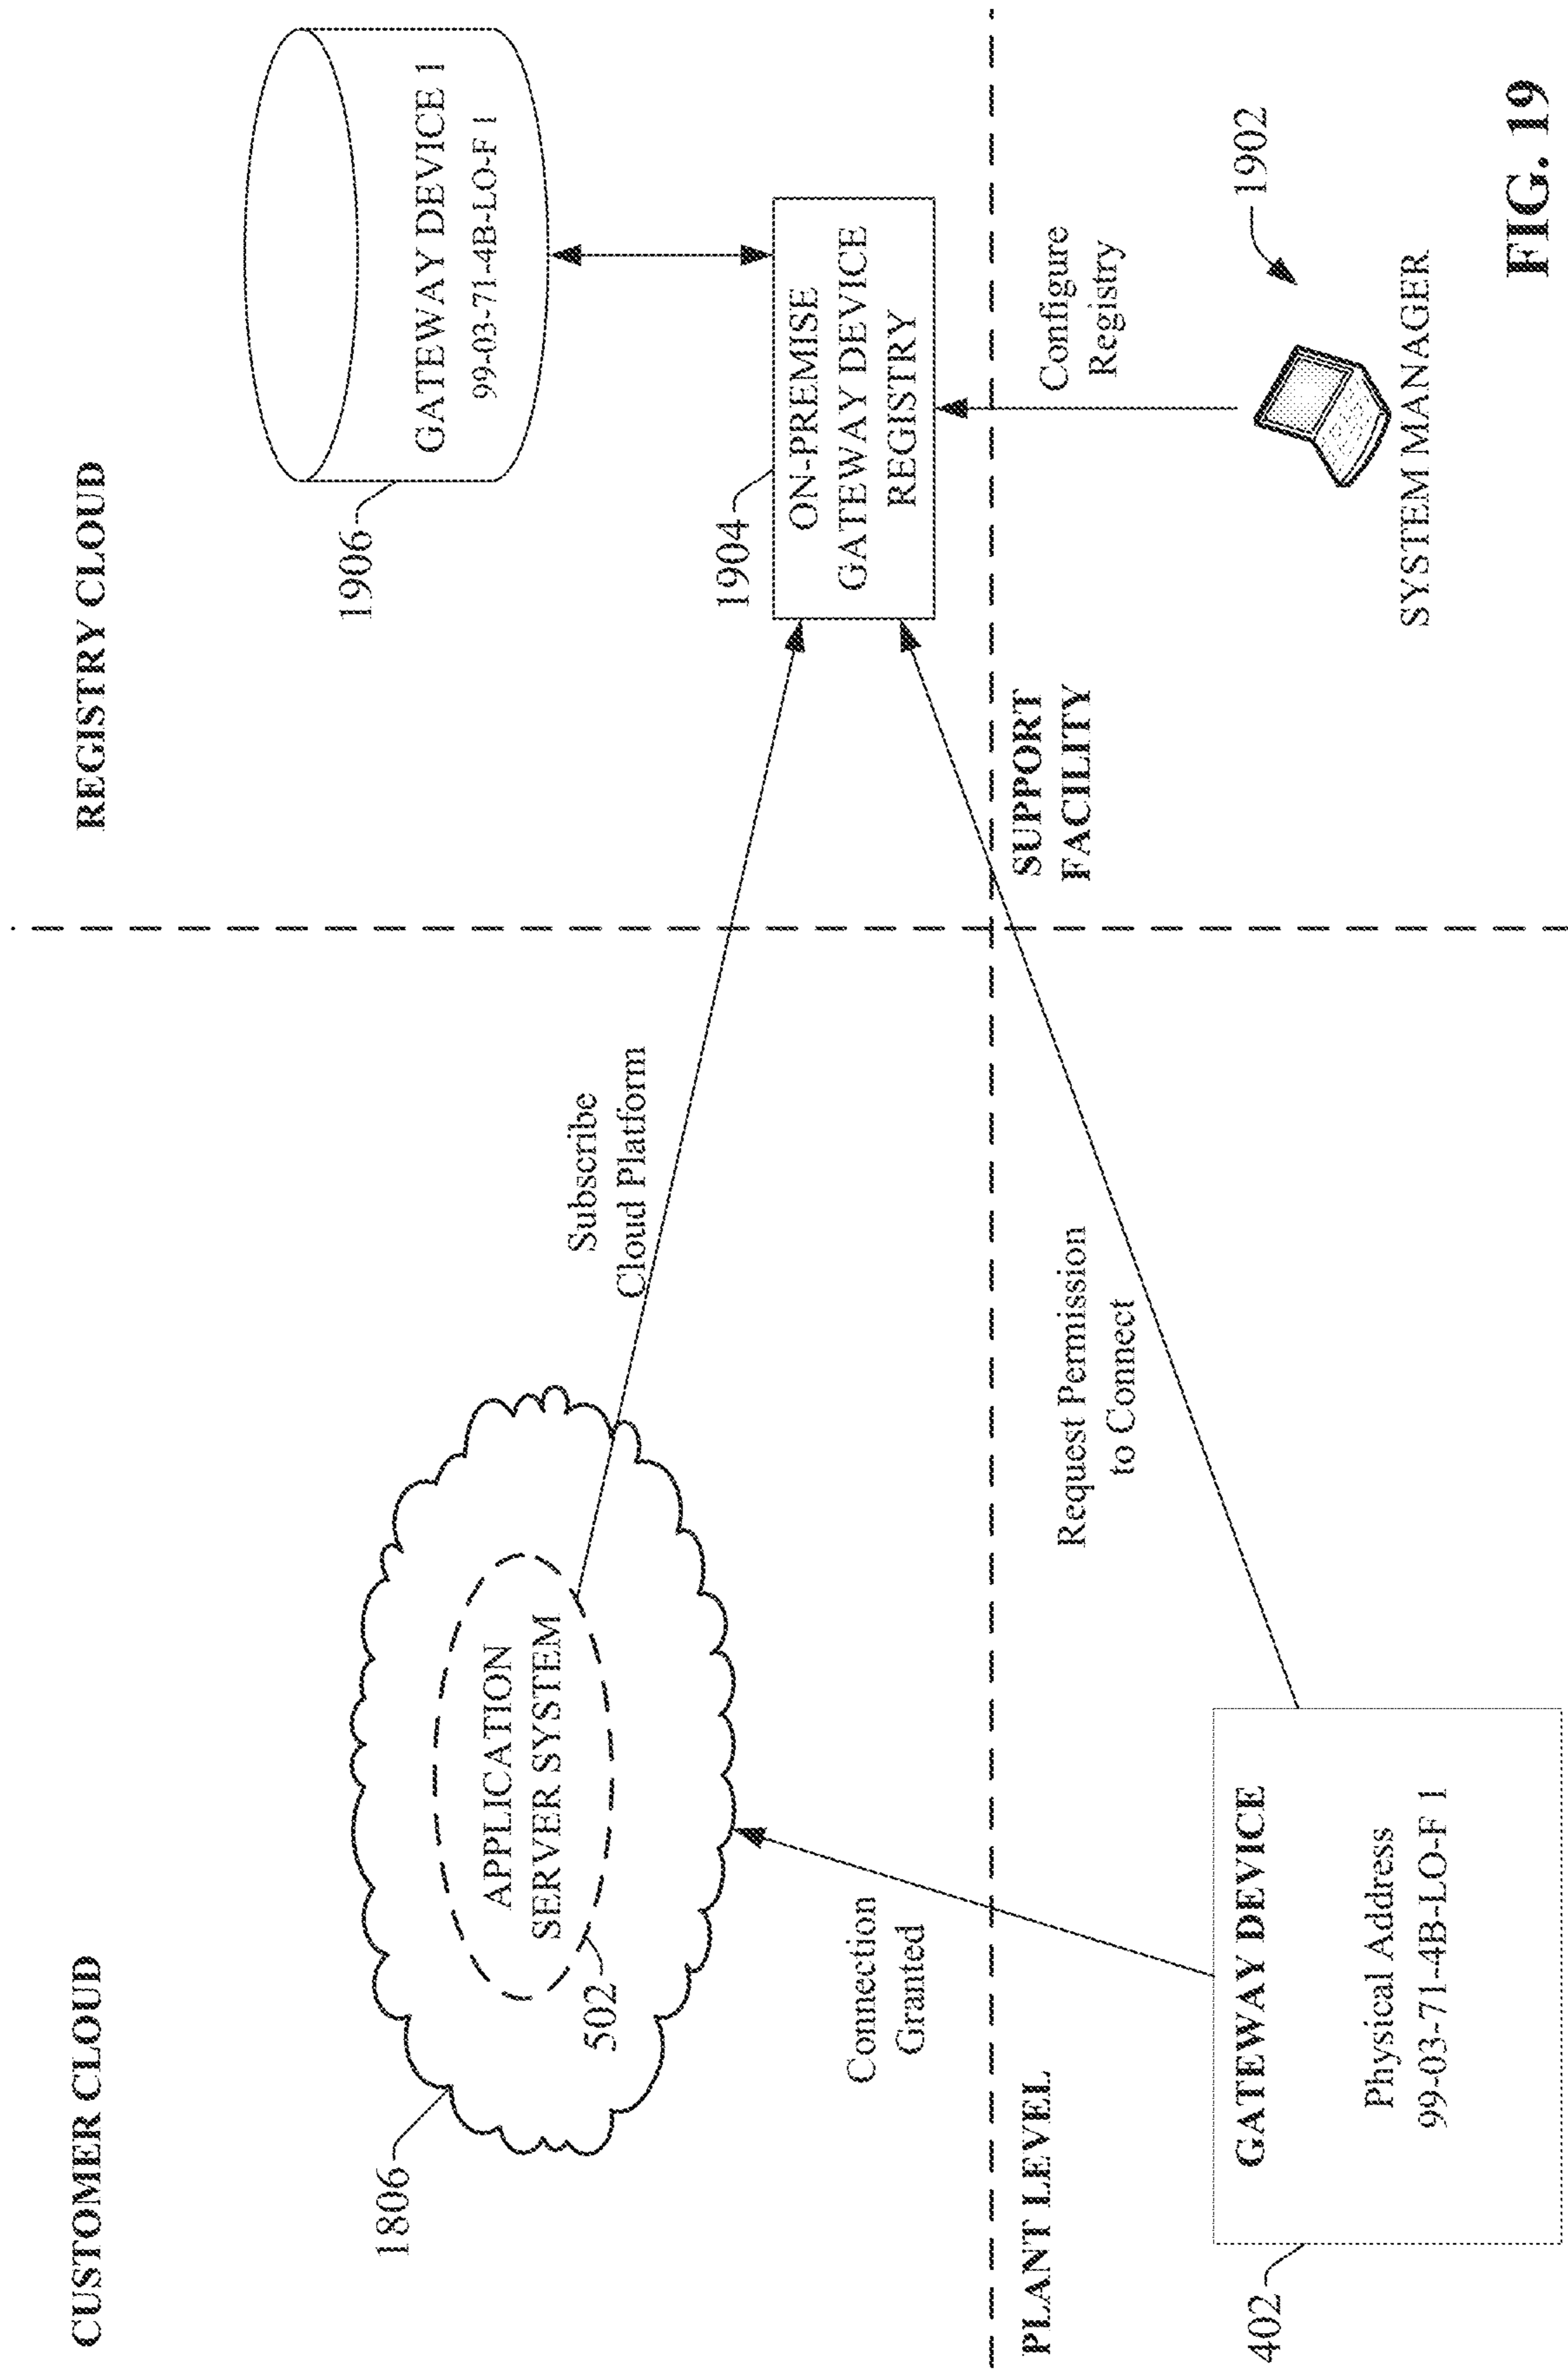 CUSTOMER CLOUD
REGISTRY CLOUD
1806
APPLICATION
SERVER SYSTEM
502
Subscribe
Cloud Platform
1906
GATEWAY DEVICE 1
99-03-71-4B-LO-F 1
1904
ON-PREMISE
GATEWAY DEVICE
REGISTRY
Connection
Granted
PLANT LEVEL
SUPPORT
FACILITY
Request Permission
to Connect
Configure
Registry
402
GATEWAY DEVICE
Physical Address
99-03-71-4B-LO-F 1
1902
SYSTEM MANAGER
FIG. 19